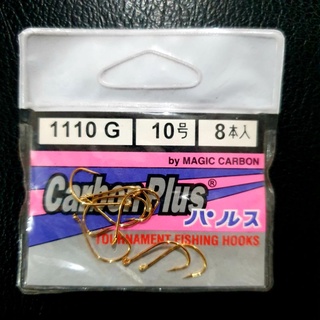 1110 G 10号 8本入
by MAGIC CARBON
Carbon Plus®
パルス
TOURNAMENT FISHING HOOKS